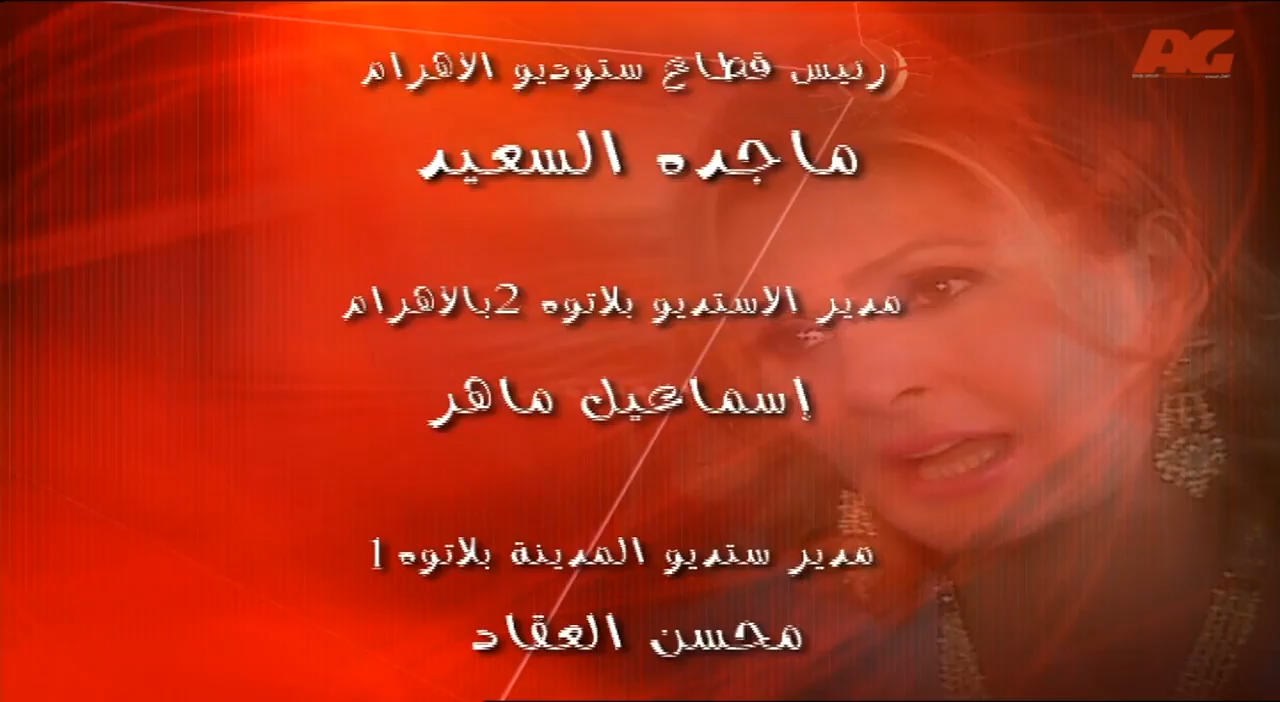 AG
رئيس قطاع ستوديو الاهرام
ماجده السعيد
مدير الاستديو بلاتوه 2بالأهرام
إسماعيل ماهر
مدير ستديو المدينة بلاتوه 1
محسن العقاد